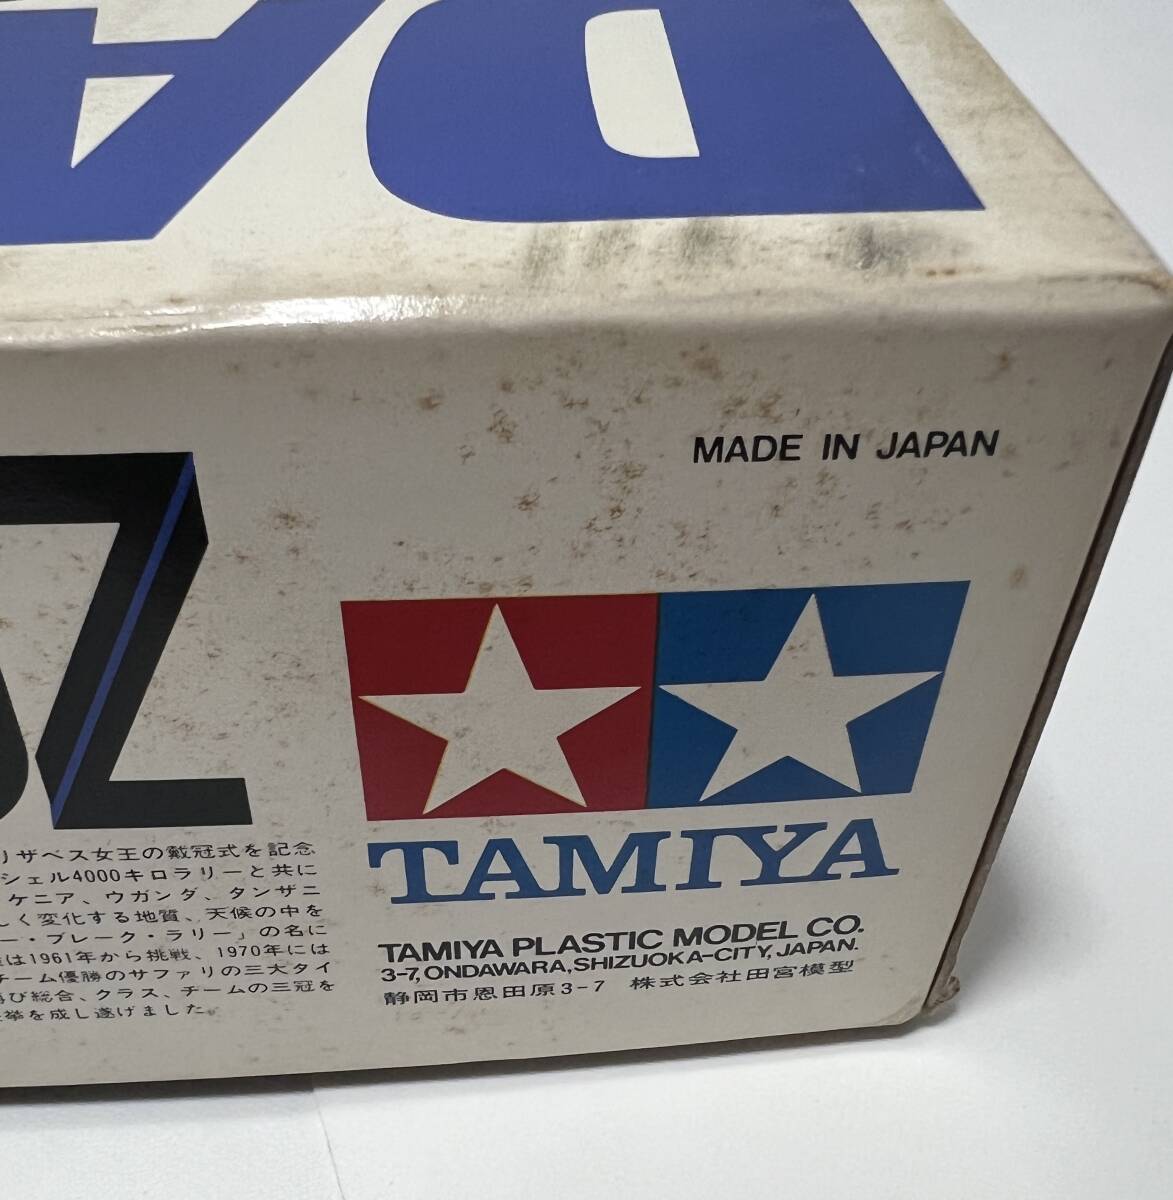 DA
Z
MADE IN JAPAN
リザベス女王の戴冠式を記念
シェル4000キロラリーと共に
ケニア、ウガンダ、タンザニ
しく変化する地質、天候の中を
ー・ブレーク・ラリー」の名に
は1961年から挑戦、1970年には
チーム優勝のサファリの三大タイ
再び総合、クラス、チームの三冠を
挙を成し遂げました。
TAMIYA
TAMIYA PLASTIC MODEL CO.
3-7, ONDAWARA, SHIZUOKA-CITY, JAPAN.
静岡市恩田原3-7 株式会社田宮模型